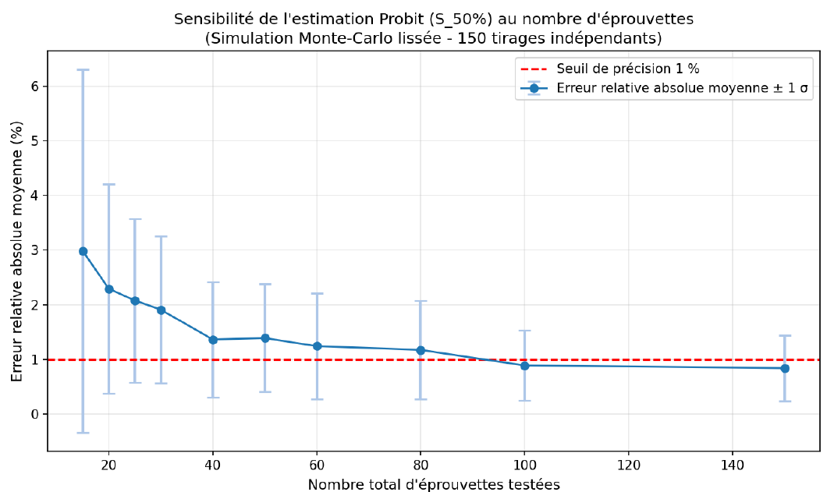 Sensibilité de l'estimation Probit (S_50%) au nombre d'éprouvettes
(Simulation Monte-Carlo lissée - 150 tirages indépendants)
Seuil de précision 1 %
Erreur relative absolue moyenne ± 1 σ
Erreur relative absolue moyenne (%)
6
5
4
3
2
1
0
20
40
60
80
100
120
140
Nombre total d'éprouvettes testées